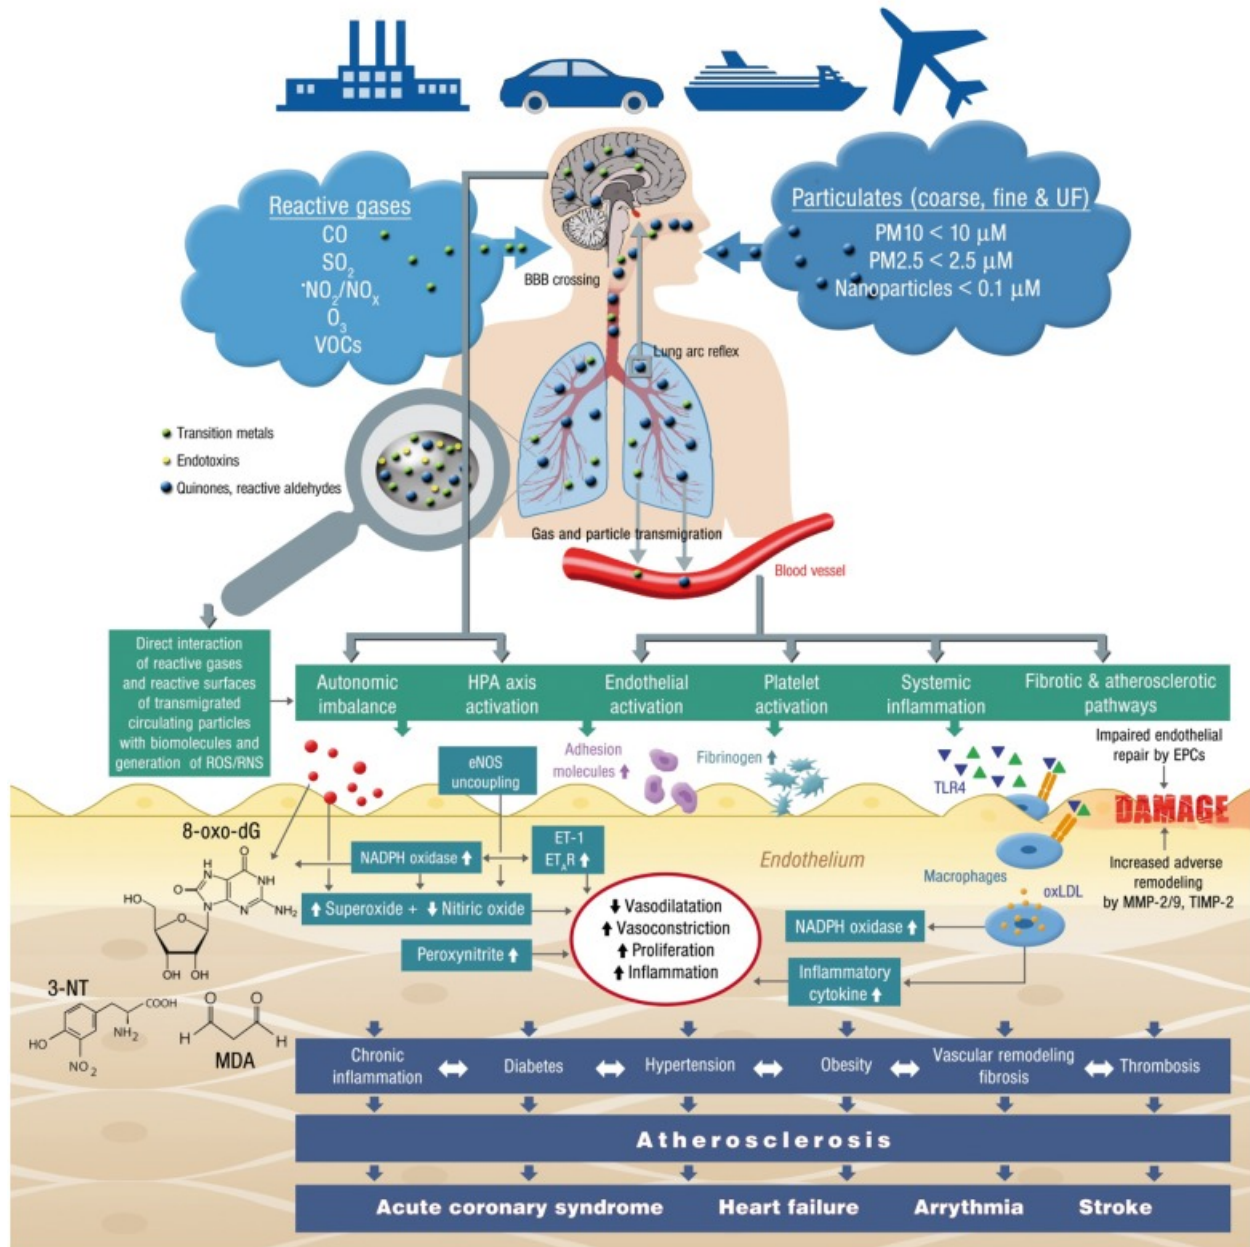 Reactive gases
CO
SO2
•NO2/NOx
O3
VOCs
Particulates (coarse, fine & UF)
PM10 < 10 µM
PM2.5 < 2.5 µM
Nanoparticles < 0.1 µM
BBB crossing
Lung arc reflex
Transition metals
Endotoxins
Quinones, reactive aldehydes
Gas and particle transmigration
Blood vessel
Direct interaction
of reactive gases
and reactive surfaces
of transmigrated
circulating particles
with biomolecules and
generation of ROS/RNS
Autonomic
imbalance
HPA axis
activation
Endothelial
activation
Platelet
activation
Systemic
inflammation
Fibrotic & atherosclerotic
pathways
eNOS
uncoupling
Adhesion
molecules ⬆
Fibrinogen ⬆
TLR4
Impaired endothelial
repair by EPCs
DAMAGE
Increased adverse
remodeling
by MMP-2/9, TIMP-2
8-oxo-dG
O
H
N
NH
O
N
H
N
N
NH2
HO
O
OH
OH
NADPH oxidase ⬆
ET-1
ETAR ⬆
Endothelium
Macrophages
oxLDL
⬆ Superoxide + ⬇ Nitiric oxide
Peroxynitrite ⬆
⬇ Vasodilatation
⬆ Vasoconstriction
⬆ Proliferation
⬆ Inflammation
NADPH oxidase ⬆
Inflammatory
cytokine ⬆
3-NT
COOH
NH2
HO
NO2
O
O
H
H
MDA
Chronic
inflammation
Diabetes
Hypertension
Obesity
Vascular remodeling
fibrosis
Thrombosis
Atherosclerosis
Acute coronary syndrome
Heart failure
Arrythmia
Stroke